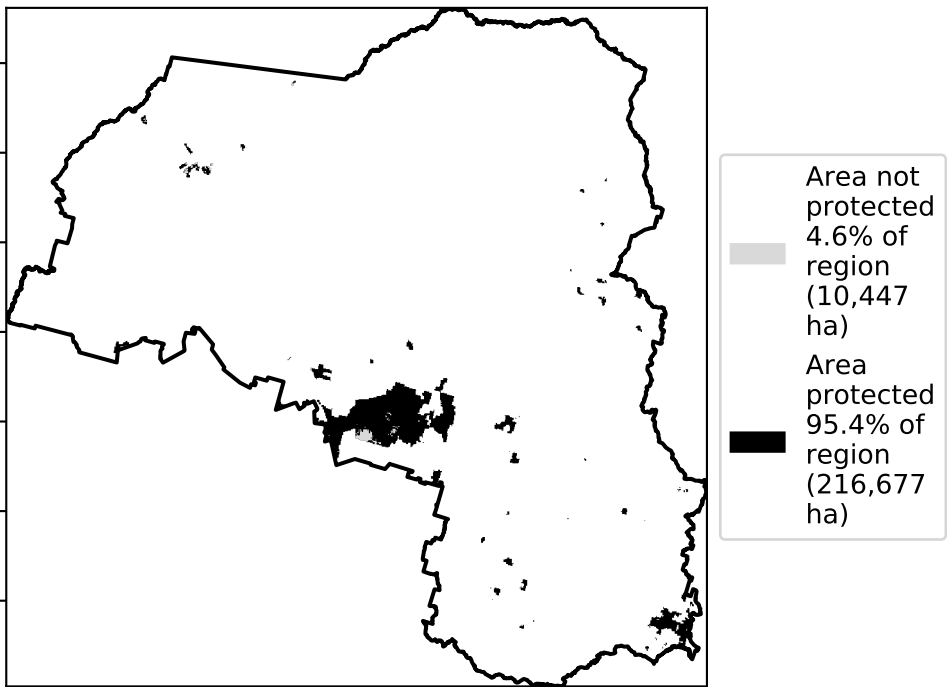 Area not
protected
4.6% of
region
(10,447
ha)
Area
protected
95.4% of
region
(216,677
ha)